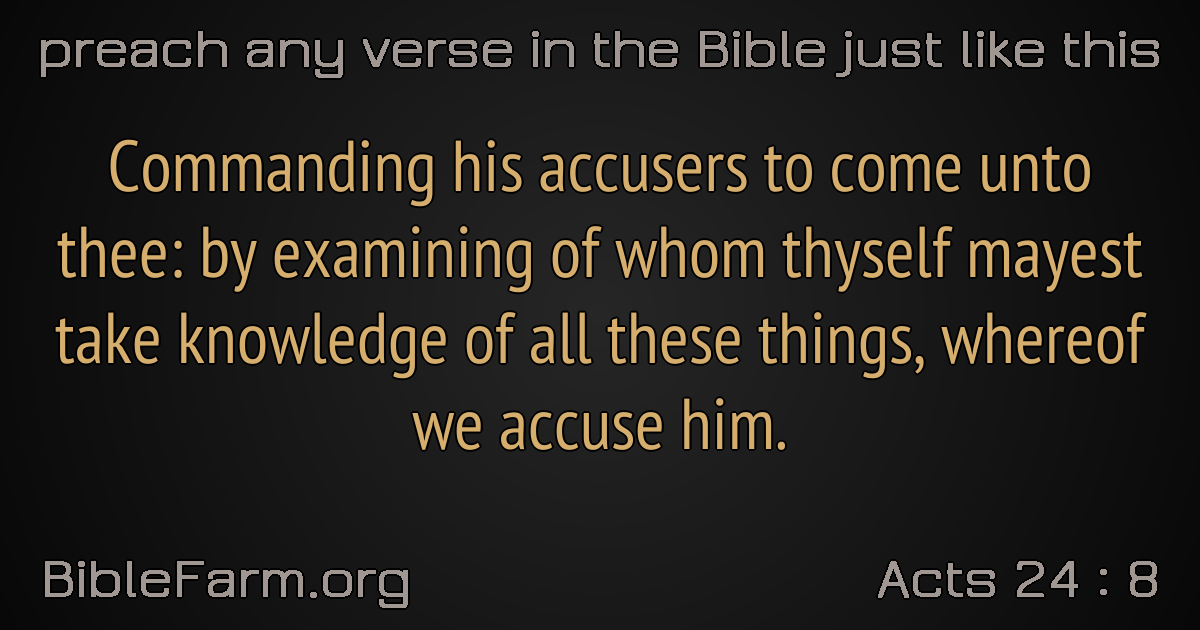 preach any verse in the Bible just like this
Commanding his accusers to come unto
thee: by examining of whom thyself mayest
take knowledge of all these things, whereof
we accuse him.
BibleFarm.org
Acts 24 : 8